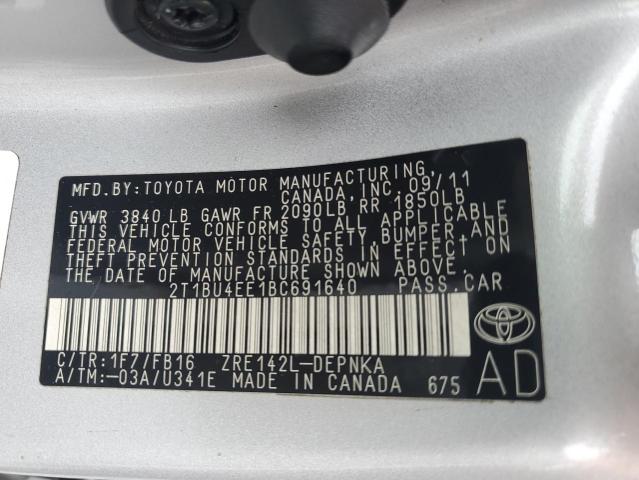 MFD.BY:TOYOTA MOTOR MANUFACTURING,
CANADA, INC. 09/11
GVWR 3840 LB GAWR FR 2090LB RR 1850LB
THIS VEHICLE CONFORMS TO ALL APPLICABLE
FEDERAL MOTOR VEHICLE SAFETY, BUMPER, AND
THEFT PREVENTION STANDARDS IN EFFECT ON
THE DATE OF MANUFACTURE SHOWN ABOVE.
2T1BU4EE1BC691640 PASS.CAR
C/TR:1F7/FB16 ZRE142L-DEPNKA
A/TM:-03A/U341E MADE IN CANADA 675
AD